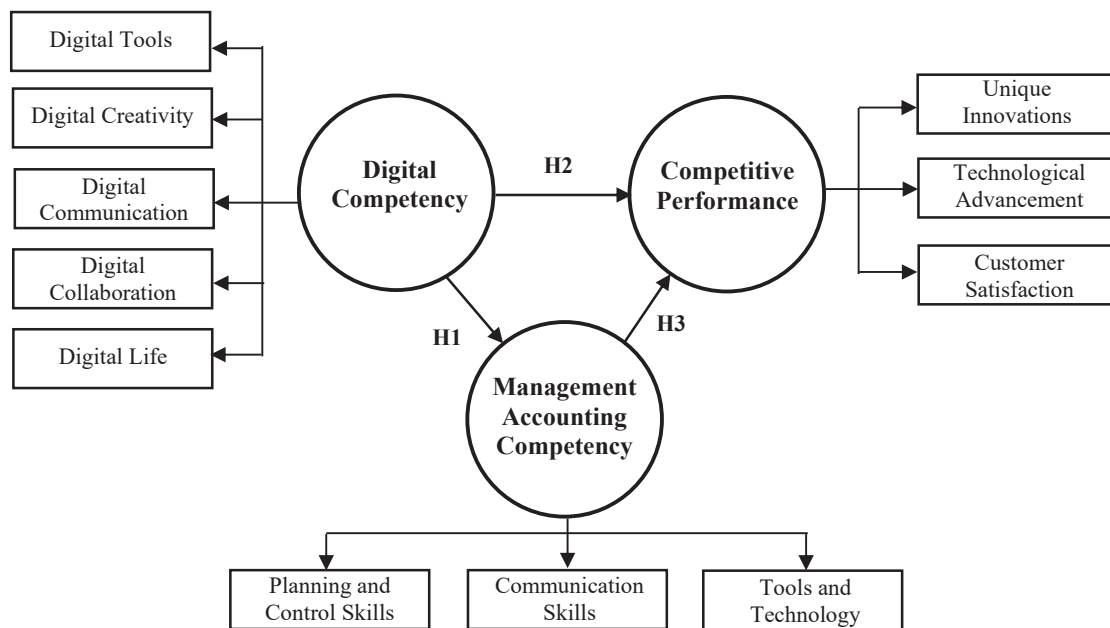 Digital Tools
Digital Creativity
Digital
Communication
Digital
Collaboration
Digital Life
Digital
Competency
H2
Competitive
Performance
Unique
Innovations
Technological
Advancement
Customer
Satisfaction
H1
H3
Management
Accounting
Competency
Planning and
Control Skills
Communication
Skills
Tools and
Technology